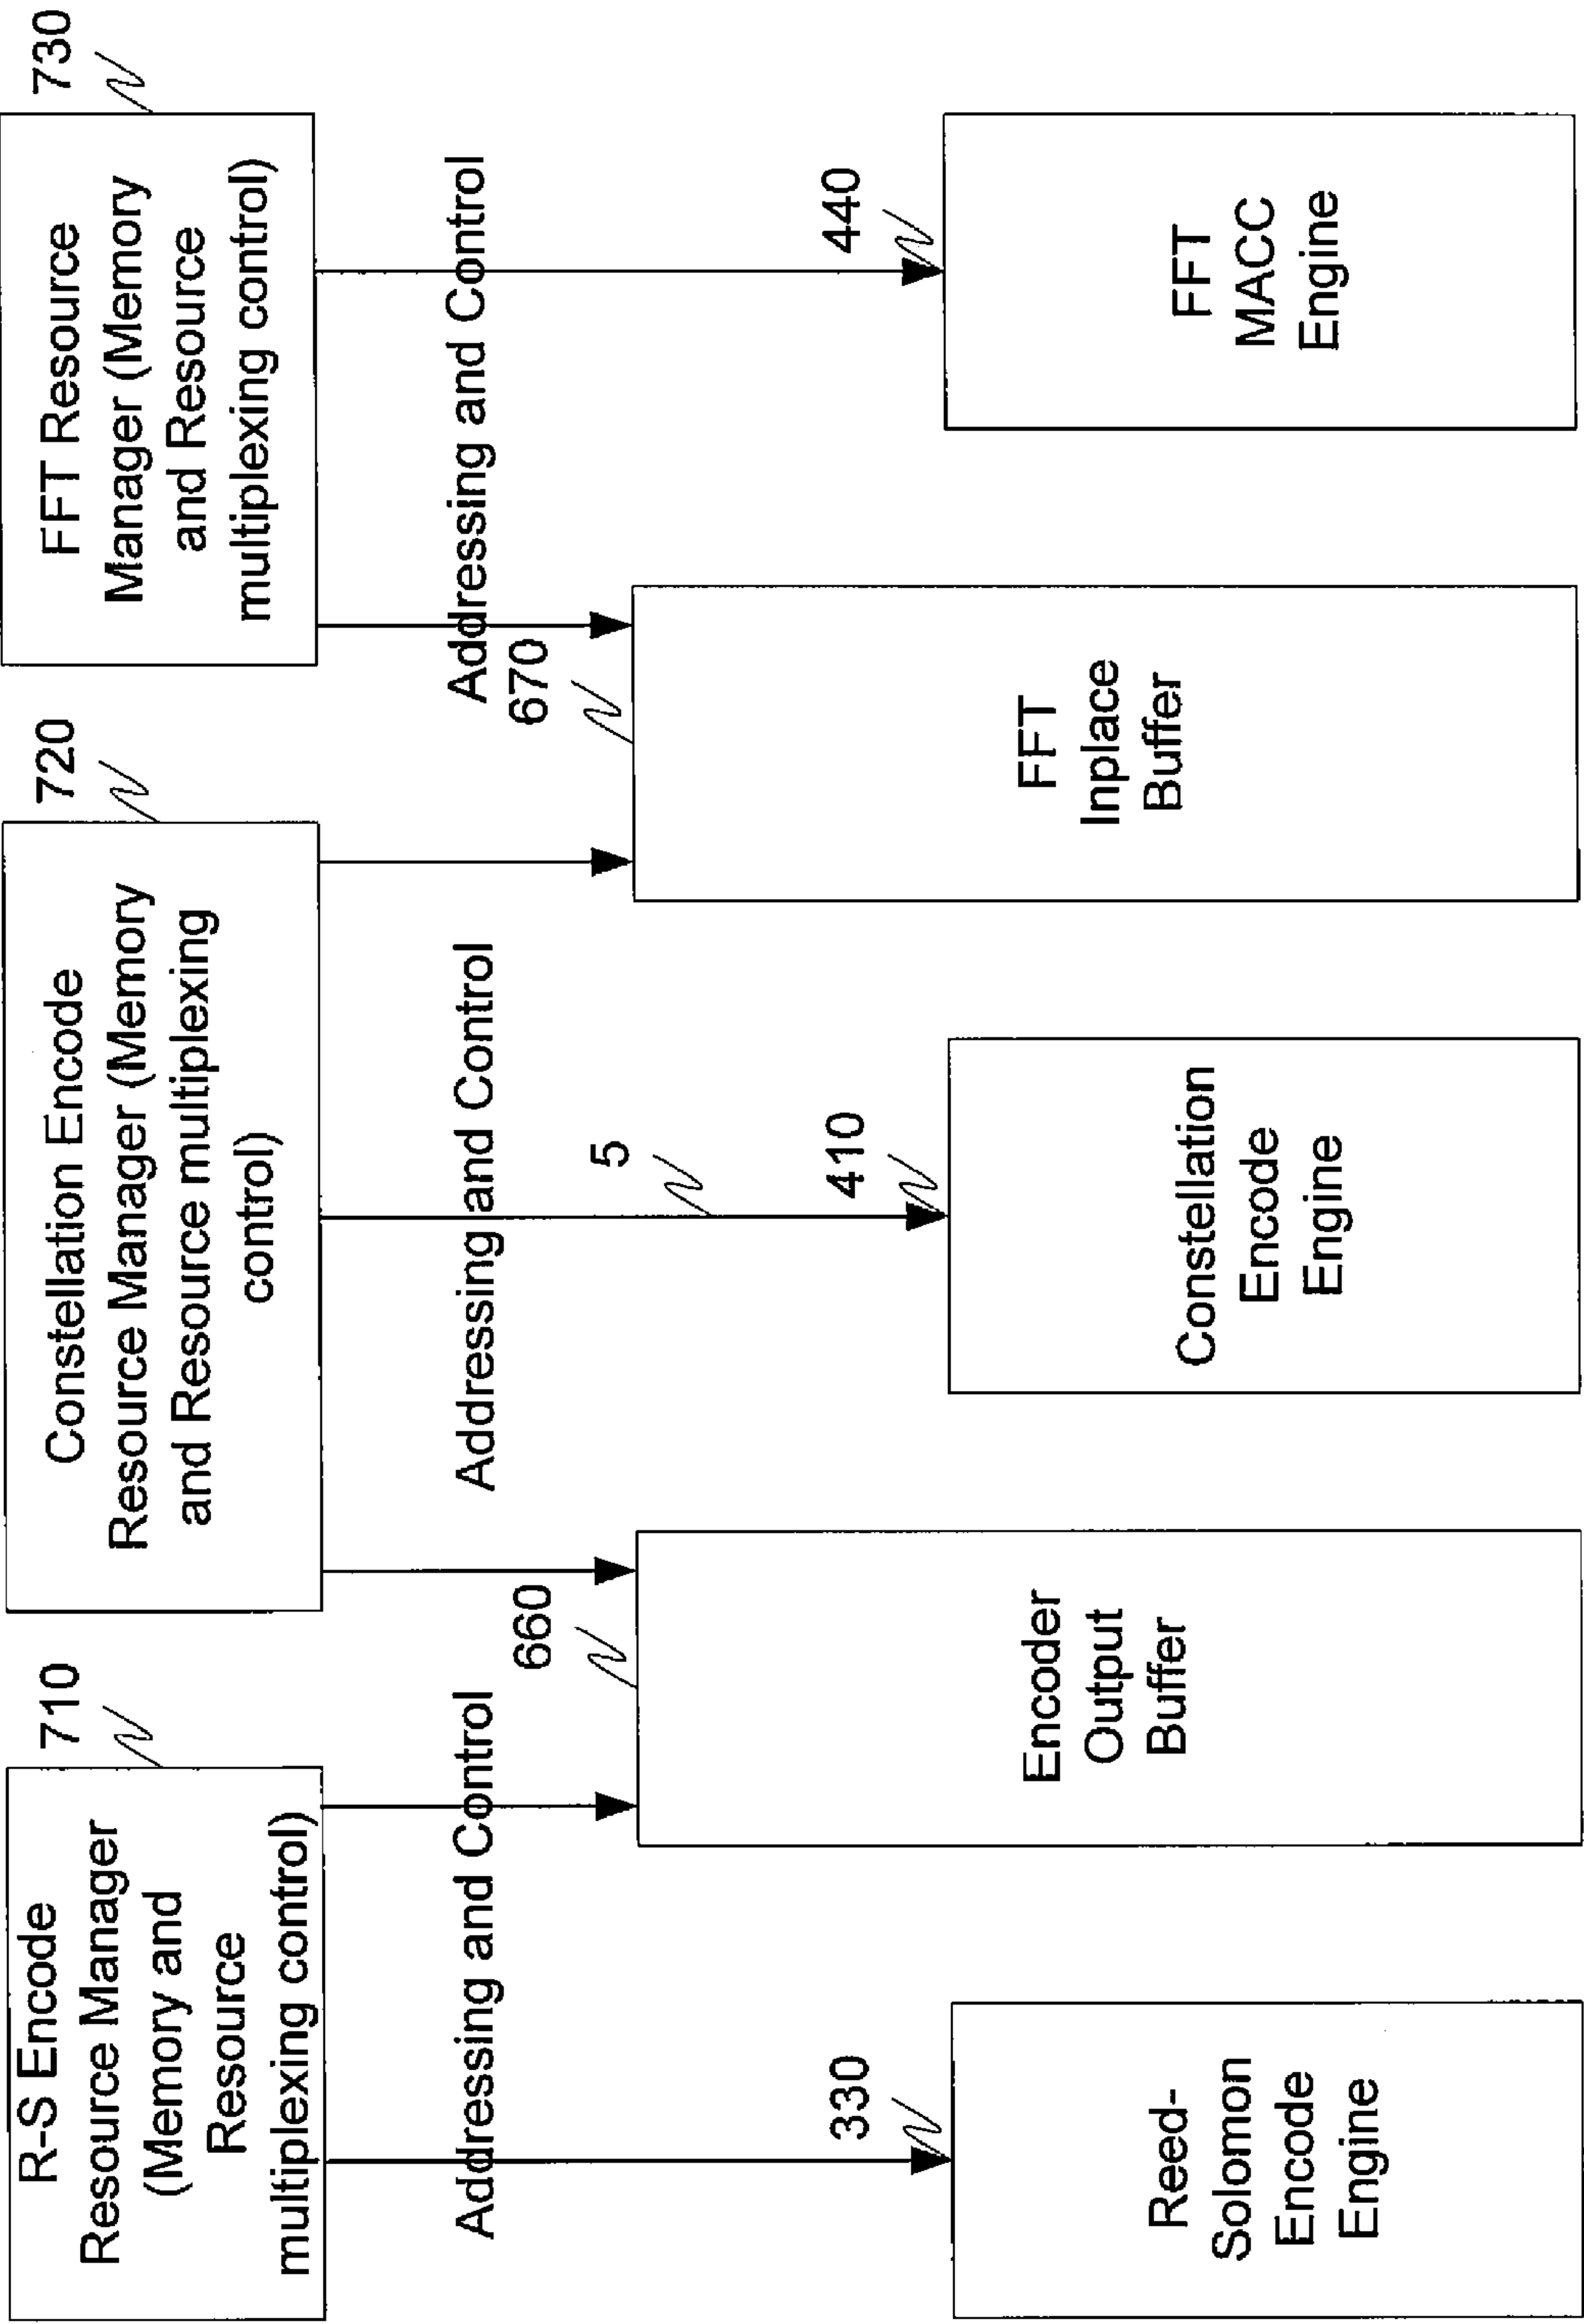 R-S Encode
Resource Manager
(Memory and
Resource
multiplexing control)
710
Constellation Encode
Resource Manager (Memory
and Resource multiplexing
control)
720
FFT Resource
Manager (Memory
and Resource
multiplexing control)
730
Addressing and Control
Addressing and Control
Addressing and Control
330
660
5
410
670
440
Reed-
Solomon
Encode
Engine
Encoder
Output
Buffer
Constellation
Encode
Engine
FFT
Inplace
Buffer
FFT
MACC
Engine